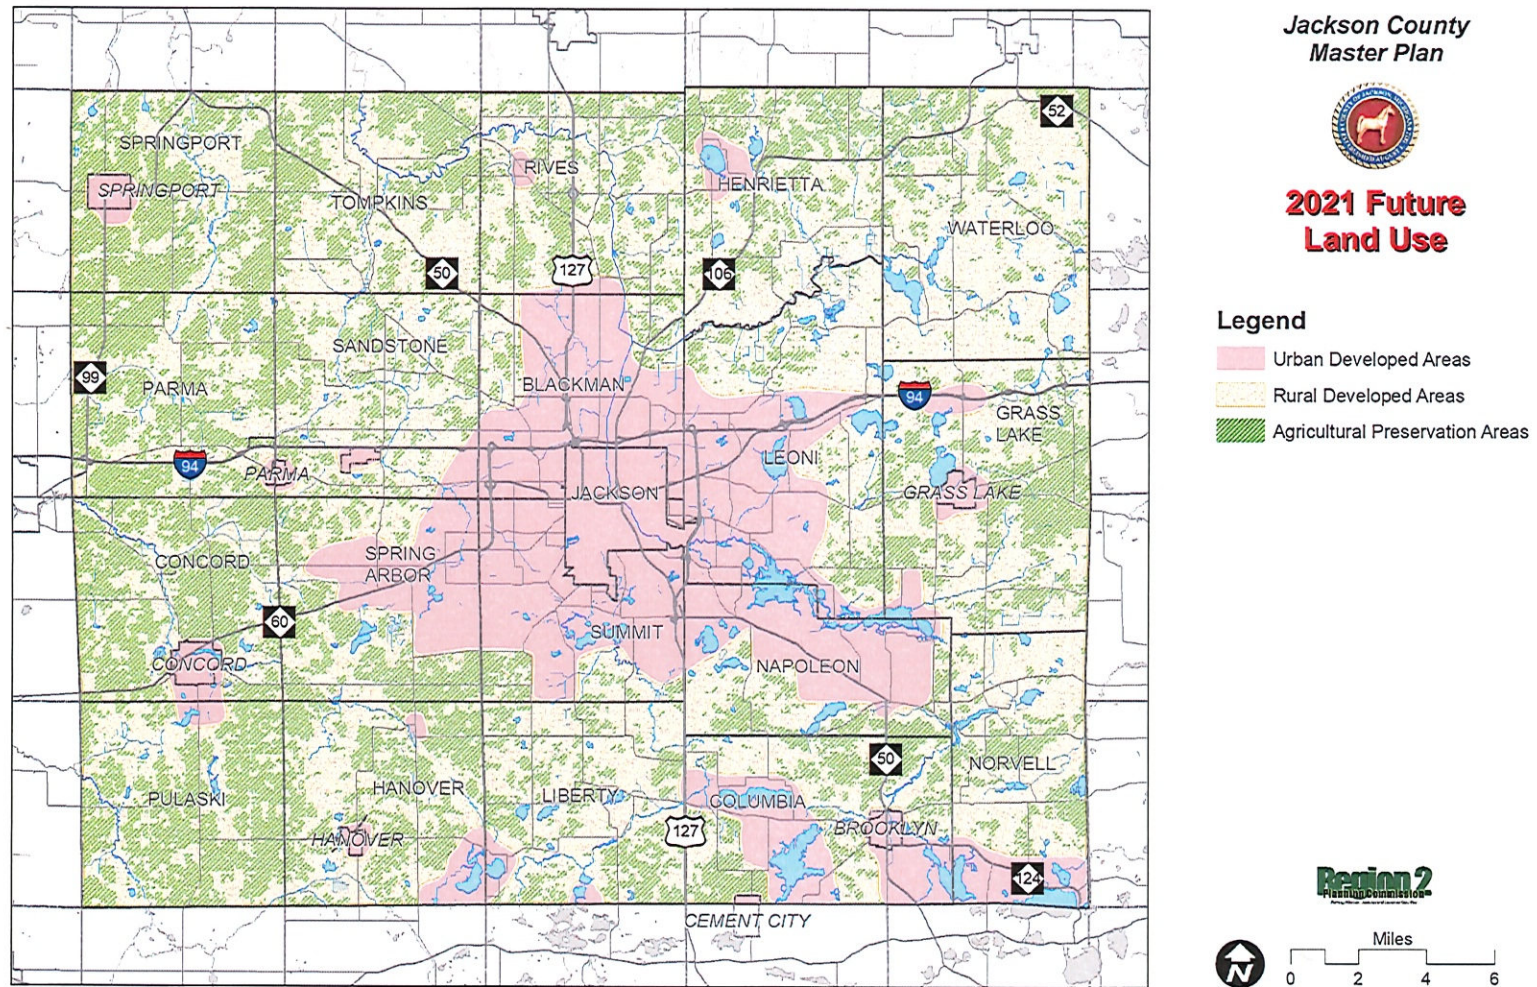 Jackson County
Master Plan
2021 Future
Land Use
Legend
Urban Developed Areas
Rural Developed Areas
Agricultural Preservation Areas
52
SPRINGPORT
SPRINGPORT
RIVES
HENRIETTA
TOMPKINS
WATERLOO
50
127
106
SANDSTONE
99
PARMA
BLACKMAN
94
GRASS
LAKE
94
PARMA
LEONI
JACKSON
GRASS LAKE
CONCORD
SPRING
ARBOR
60
SUMMIT
CONCORD
NAPOLEON
50
NORVELL
PULASKI
HANOVER
LIBERTY
COLUMBIA
HANOVER
127
BROOKLYN
124
CEMENT CITY
Region 2
Planning Commission
N
Miles
0 2 4 6